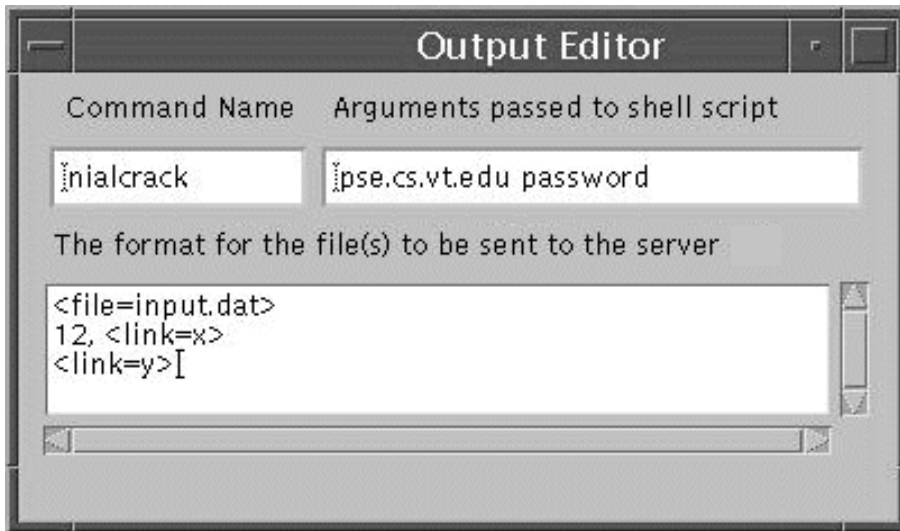 Output Editor
Command Name Arguments passed to shell script
nialcrack pse.cs.vt.edu password
The format for the file(s) to be sent to the server
<file=input.dat>
12, <link=x>
<link=y>